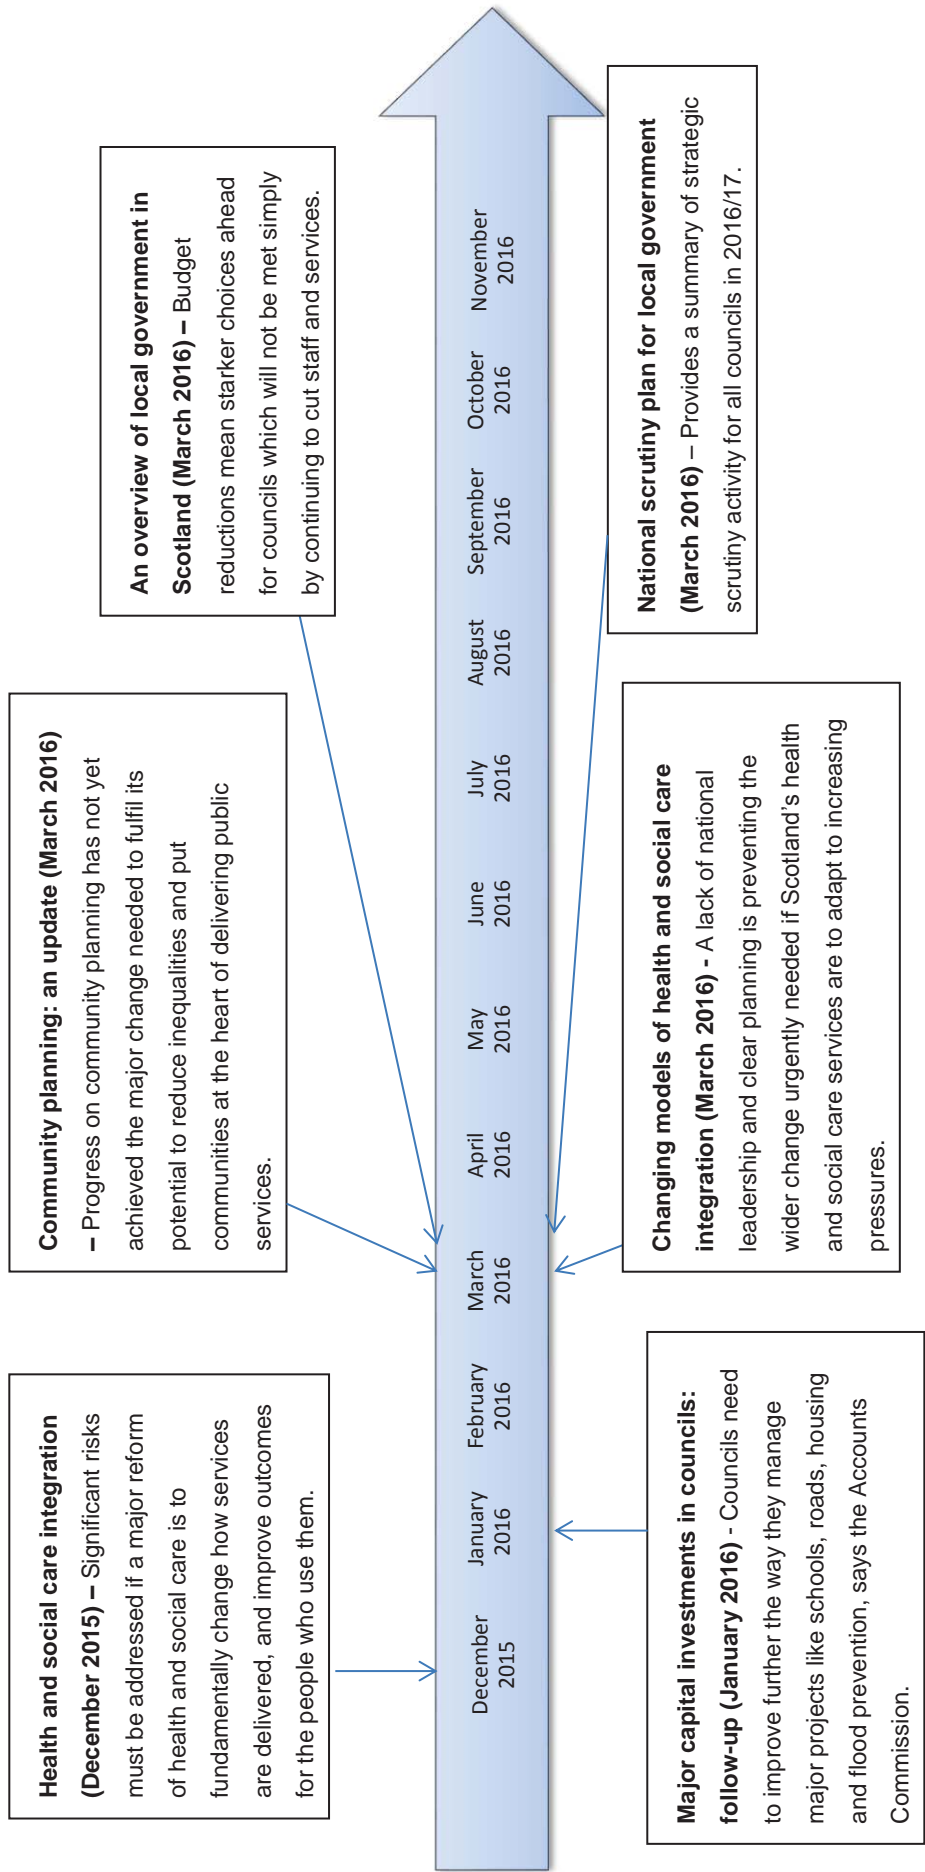 Health and social care integration
(December 2015) – Significant risks
must be addressed if a major reform
of health and social care is to
fundamentally change how services
are delivered, and improve outcomes
for the people who use them.
Community planning: an update (March 2016)
– Progress on community planning has not yet
achieved the major change needed to fulfil its
potential to reduce inequalities and put
communities at the heart of delivering public
services.
An overview of local government in
Scotland (March 2016) – Budget
reductions mean starker choices ahead
for councils which will not be met simply
by continuing to cut staff and services.
December
2015
January
2016
February
2016
March
2016
April
2016
May
2016
June
2016
July
2016
August
2016
September
2016
October
2016
November
2016
Major capital investments in councils:
follow-up (January 2016) - Councils need
to improve further the way they manage
major projects like schools, roads, housing
and flood prevention, says the Accounts
Commission.
Changing models of health and social care
integration (March 2016) - A lack of national
leadership and clear planning is preventing the
wider change urgently needed if Scotland's health
and social care services are to adapt to increasing
pressures.
National scrutiny plan for local government
(March 2016) – Provides a summary of strategic
scrutiny activity for all councils in 2016/17.